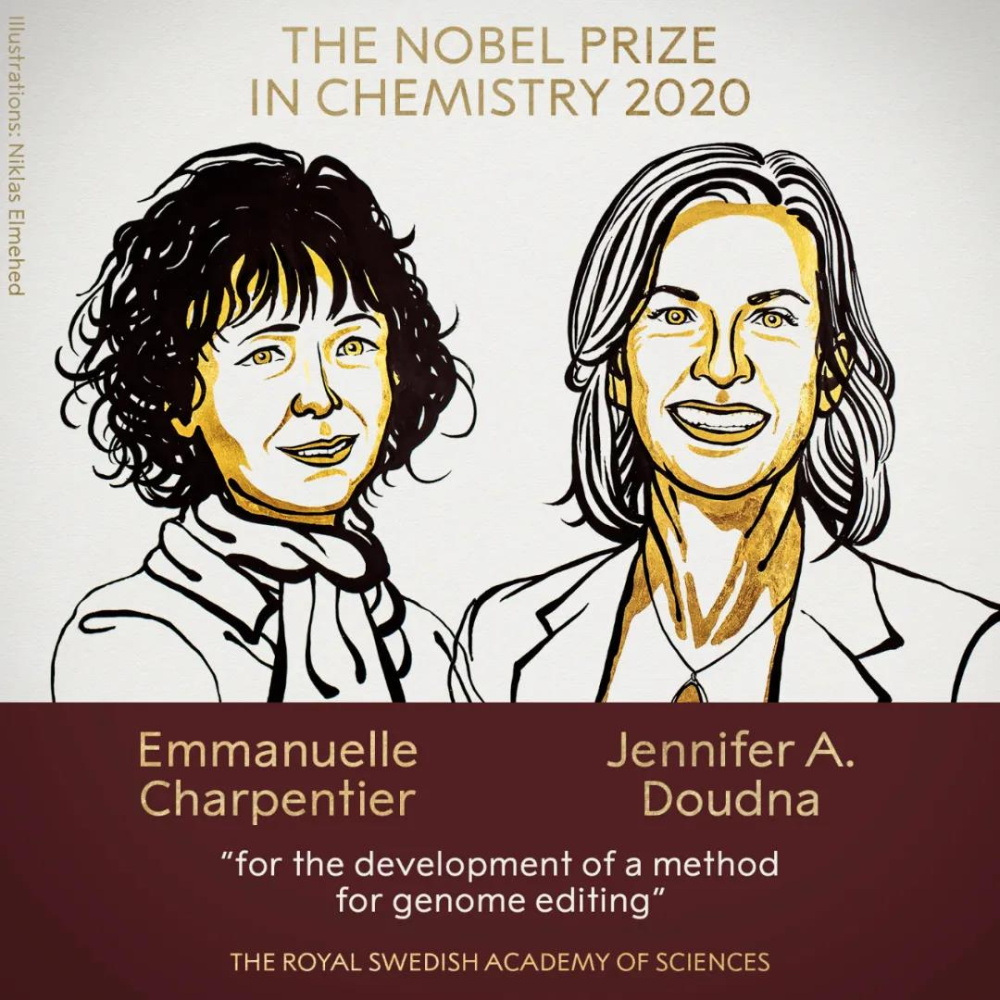 Illustrations: Niklas Elmehed
THE NOBEL PRIZE
IN CHEMISTRY 2020
Emmanuelle
Charpentier
Jennifer A.
Doudna
“for the development of a method
for genome editing”
THE ROYAL SWEDISH ACADEMY OF SCIENCES